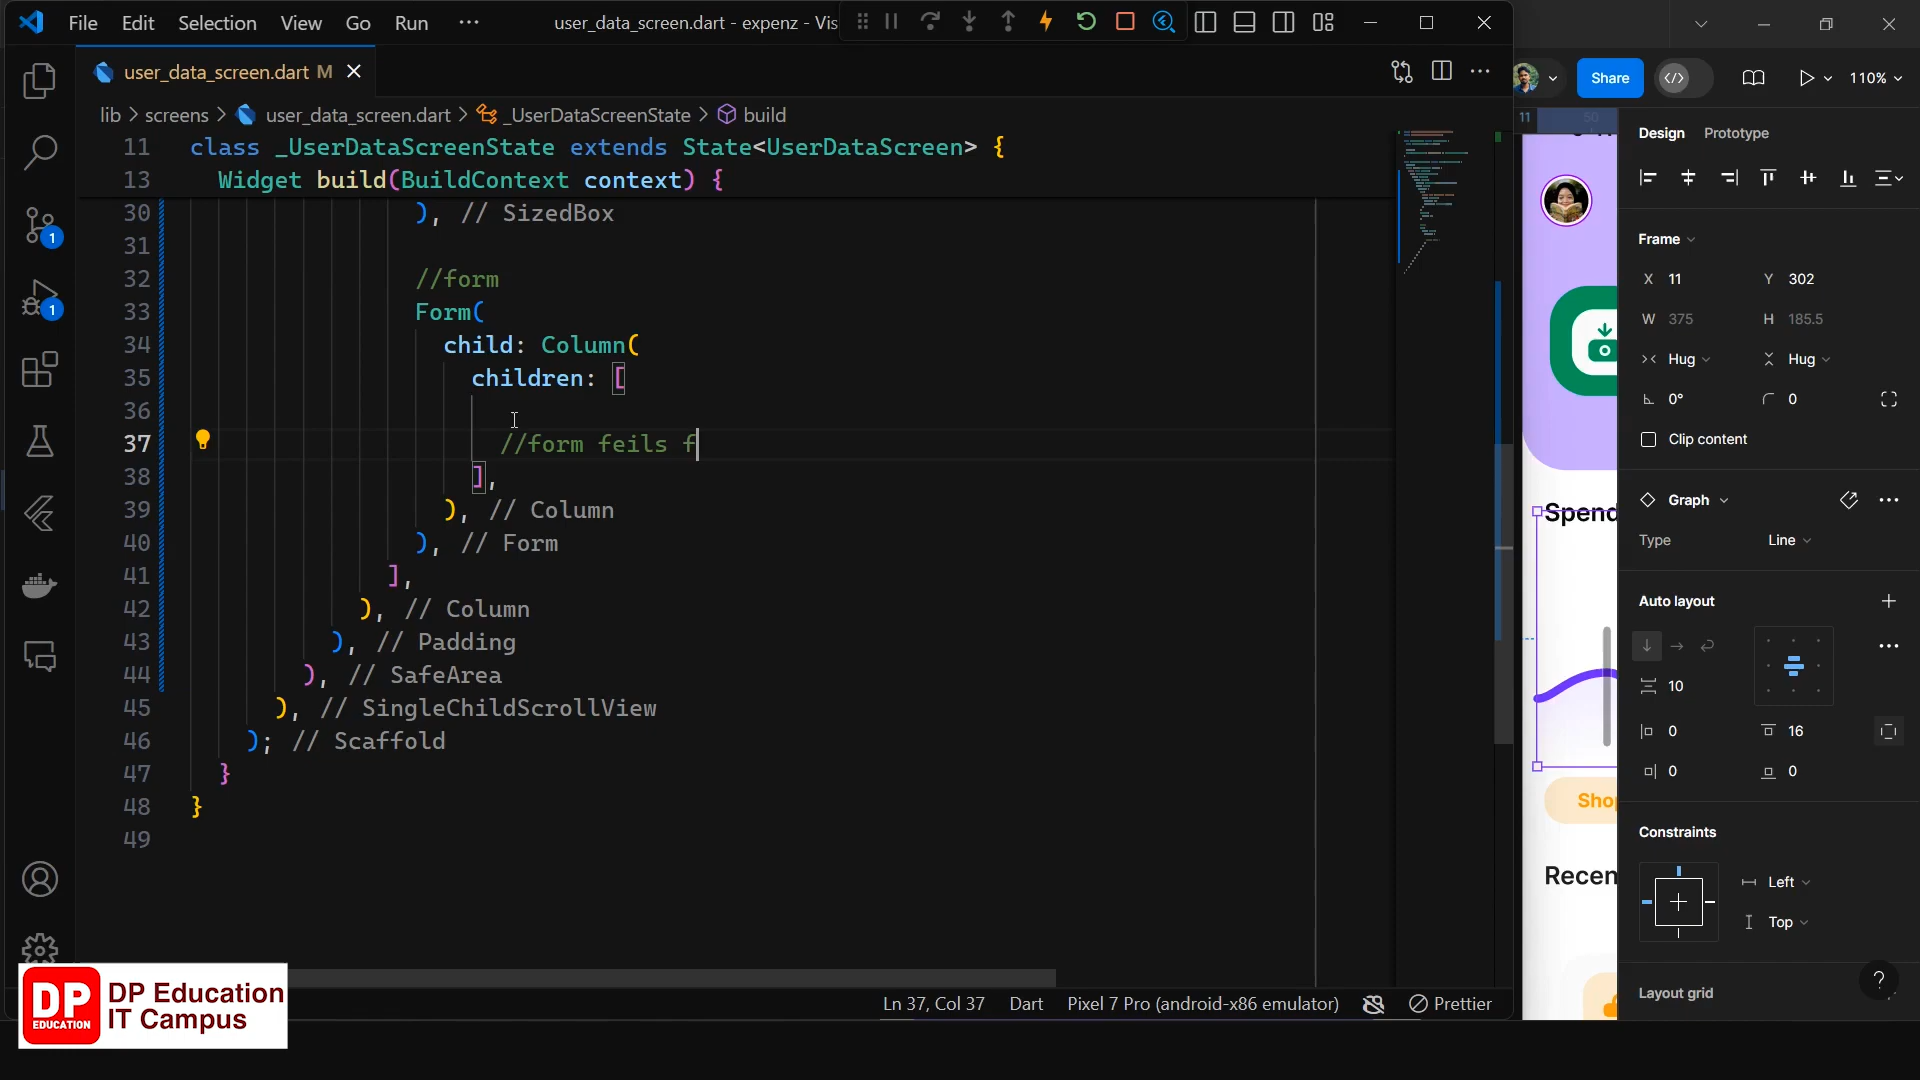 File Edit Selection View Go Run ···
user_data_screen.dart - expenz - Vis
user_data_screen.dart M
lib > screens > user_data_screen.dart > _UserDataScreenState > build
11 class _UserDataScreenState extends State<UserDataScreen> {
13 Widget build(BuildContext context) {
30 ), // SizedBox
31
32 //form
33 Form(
34 child: Column(
35 children: [
36
37 //form feils f
38 ],
39 ), // Column
40 ), // Form
41 ],
42 ), // Column
43 ), // Padding
44 ), // SafeArea
45 ), // SingleChildScrollView
46 ); // Scaffold
47 }
48 }
49
1
1
Ln 37, Col 37 Dart Pixel 7 Pro (android-x86 emulator) Prettier
DP
EDUCATION
DP Education
IT Campus
Share
110%
11 50
Spend
Shop
Recen
Design Prototype
Frame
X 11 Y 302
W 375 H 185.5
Hug Hug
0° 0
Clip content
Graph
Type Line
Auto layout
10
0 16
0 0
Constraints
Left
Top
Layout grid
?